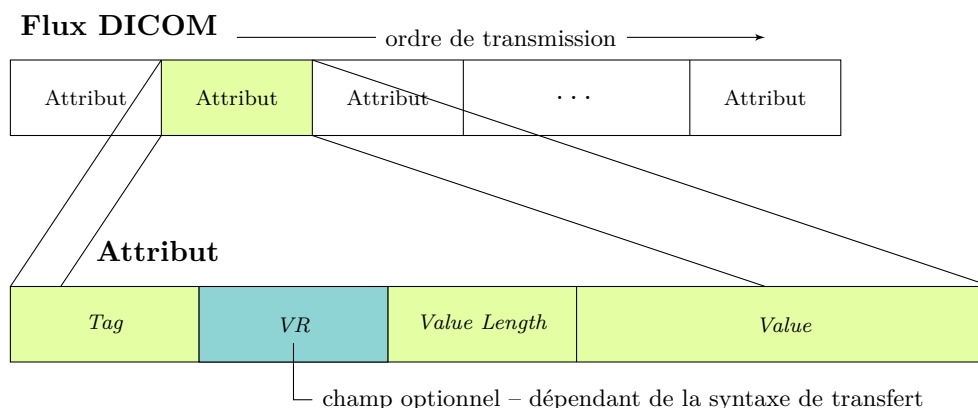 Flux DICOM
ordre de transmission
Attribut Attribut Attribut ... Attribut
Attribut
Tag VR Value Length Value
champ optionnel – dépendant de la syntaxe de transfert